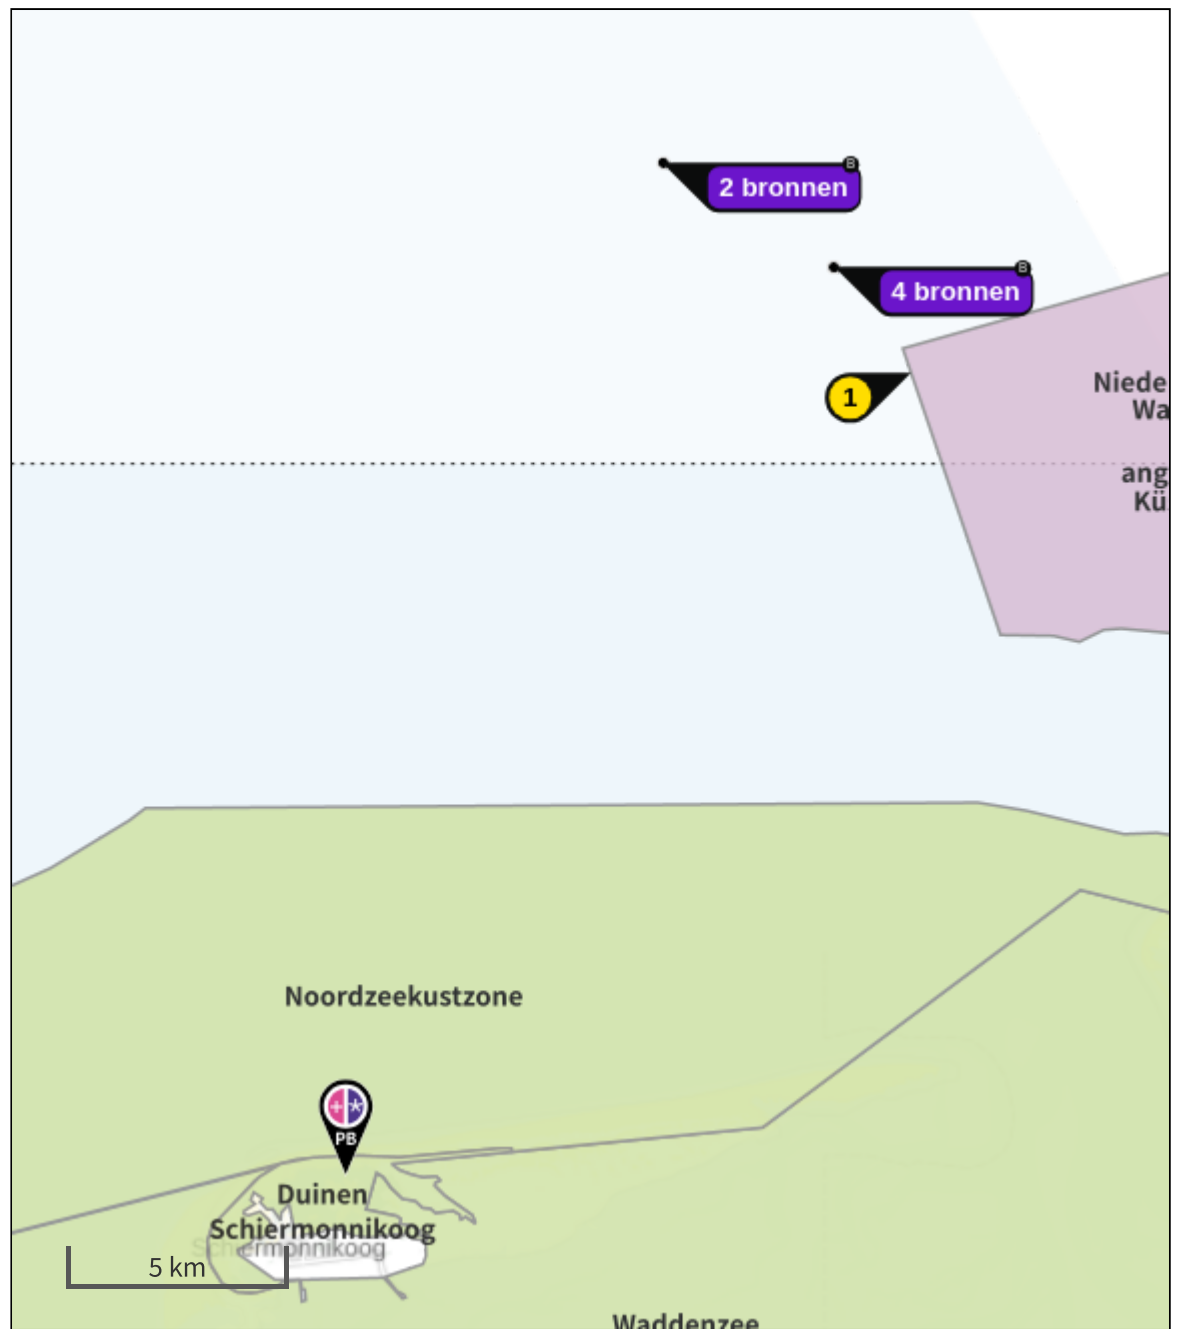 B
2 bronnen
B
4 bronnen
Niede
Wa
1
ang
Kü
Noordzeekustzone
+ *
PB
Duinen
Schiermonnikoog
Schiermonnikoog
5 km
Waddenzee